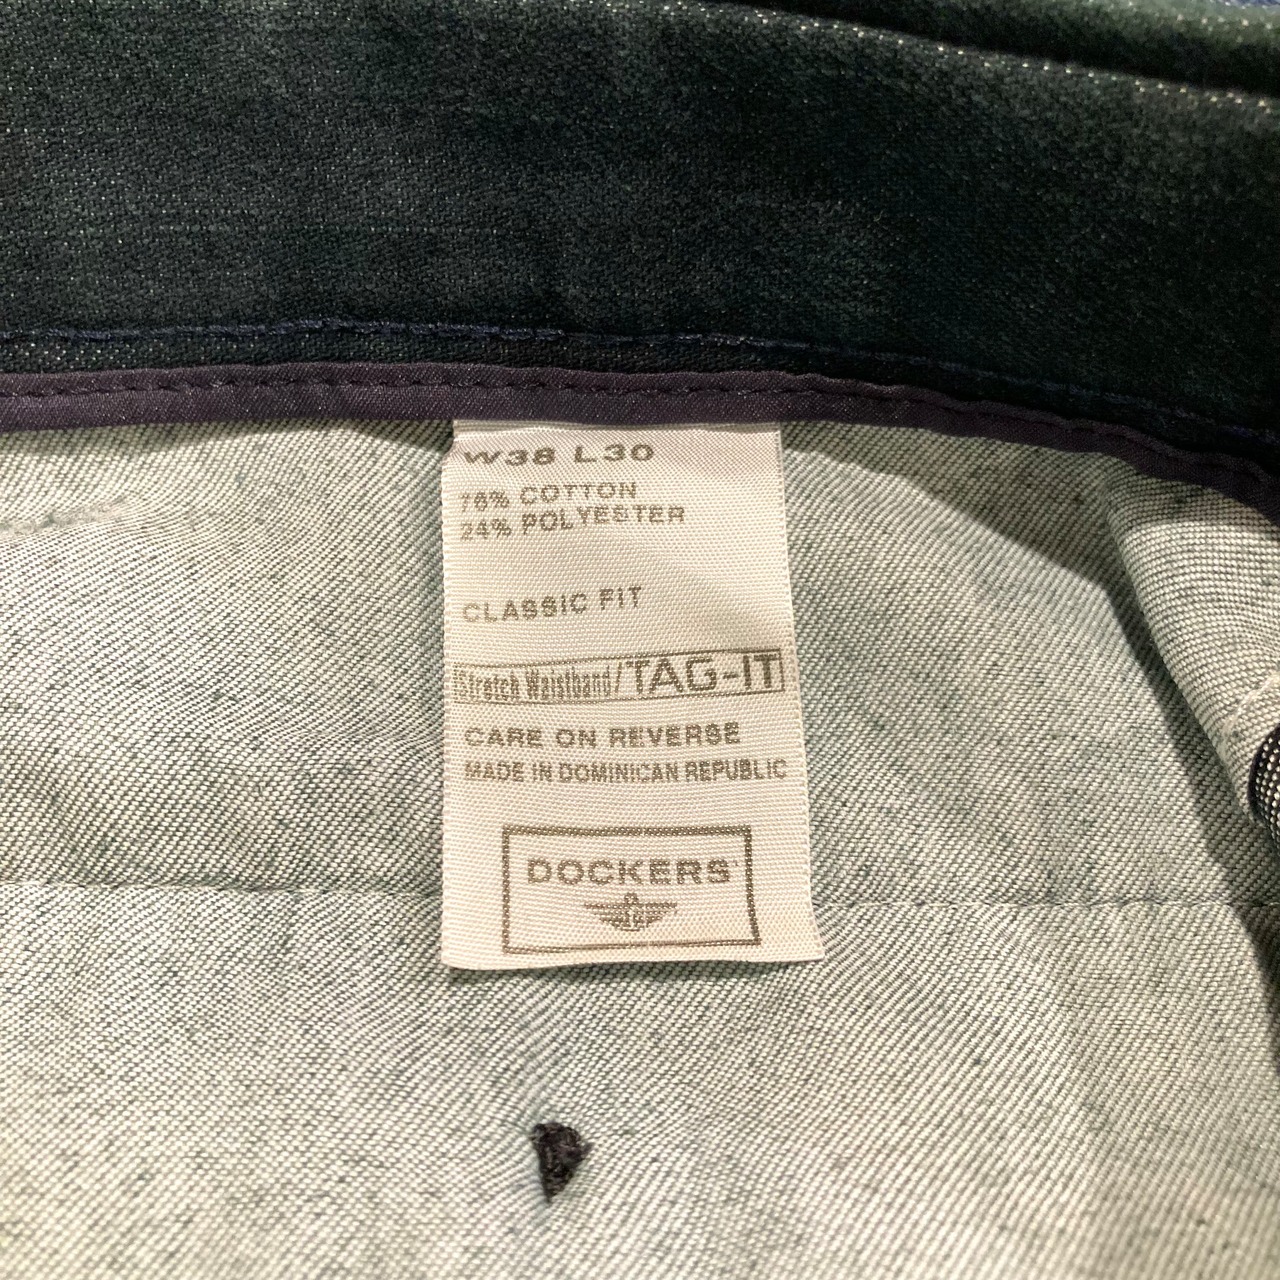 W38 L30
76% COTTON
24% POLYESTER
CLASSIC FIT
Stretch Waistband/TAG-IT
CARE ON REVERSE
MADE IN DOMINICAN REPUBLIC
DOCKERS